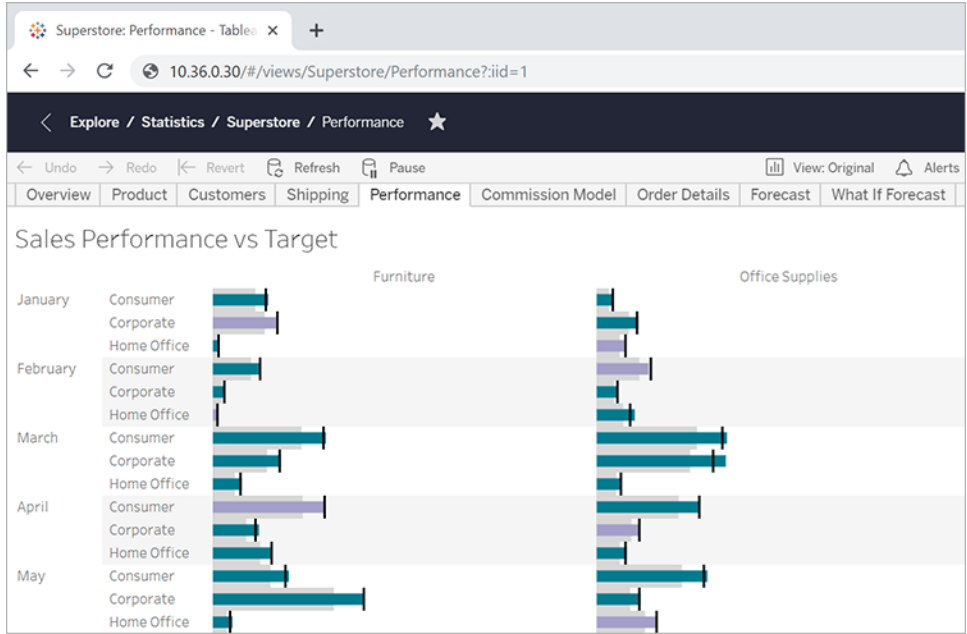 Superstore: Performance - Tablea
10.36.0.30/#/views/Superstore/Performance?:iid=1
Explore / Statistics / Superstore / Performance
Undo Redo Revert Refresh Pause View: Original Alerts
Overview Product Customers Shipping Performance Commission Model Order Details Forecast What If Forecast
Sales Performance vs Target
Furniture Office Supplies
January Consumer
Corporate
Home Office
February Consumer
Corporate
Home Office
March Consumer
Corporate
Home Office
April Consumer
Corporate
Home Office
May Consumer
Corporate
Home Office